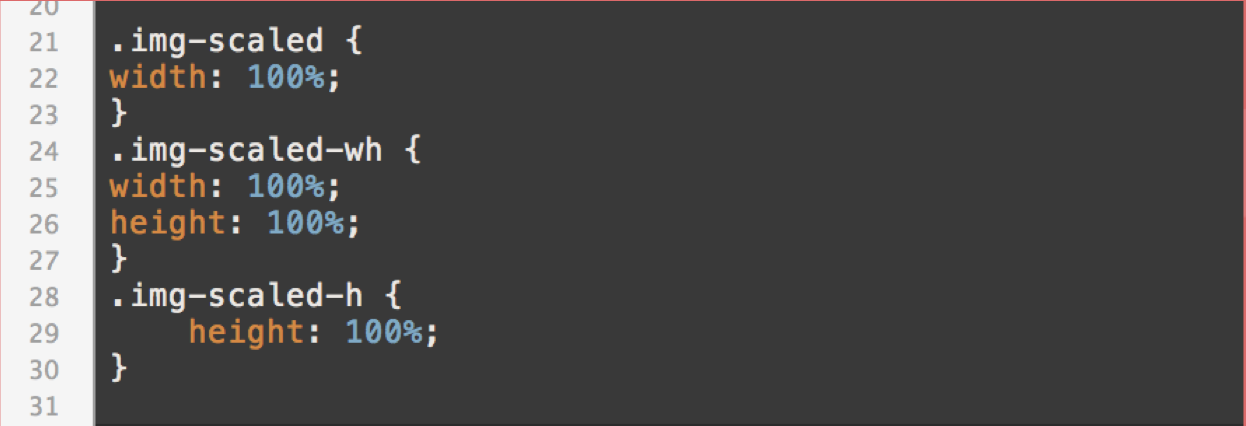 20
21 .img-scaled {
22 width: 100%;
23 }
24 .img-scaled-wh {
25 width: 100%;
26 height: 100%;
27 }
28 .img-scaled-h {
29     height: 100%;
30 }
31